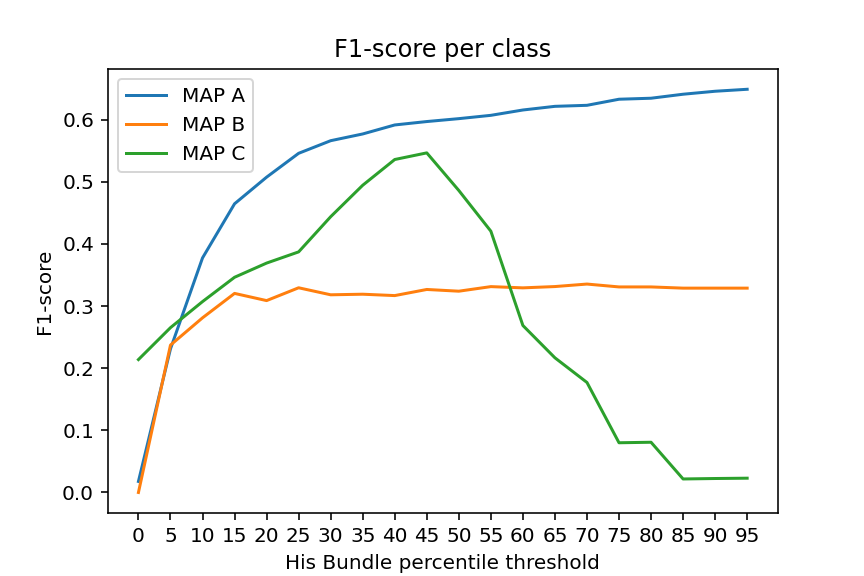 F1-score per class
MAP A
MAP B
MAP C
F1-score
0.6
0.5
0.4
0.3
0.2
0.1
0.0
0 5 10 15 20 25 30 35 40 45 50 55 60 65 70 75 80 85 90 95
His Bundle percentile threshold